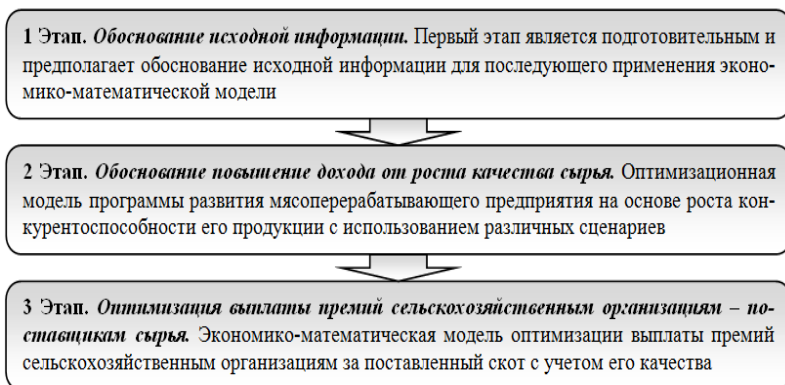 1 Этап. Обоснование исходной информации. Первый этап является подготовительным и
предполагает обоснование исходной информации для последующего применения эконо-
мико-математической модели
2 Этап. Обоснование повышение дохода от роста качества сырья. Оптимизационная
модель программы развития мясоперерабатывающего предприятия на основе роста кон-
курентоспособности его продукции с использованием различных сценариев
3 Этап. Оптимизация выплаты премий сельскохозяйственным организациям – по-
ставщикам сырья. Экономико-математическая модель оптимизации выплаты премий
сельскохозяйственным организациям за поставленный скот с учетом его качества